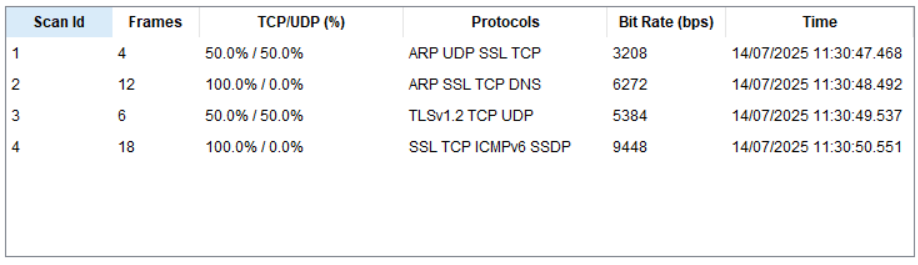 Scan Id Frames TCP/UDP (%) Protocols Bit Rate (bps) Time
1 4 50.0% / 50.0% ARP UDP SSL TCP 3208 14/07/2025 11:30:47.468
2 12 100.0% / 0.0% ARP SSL TCP DNS 6272 14/07/2025 11:30:48.492
3 6 50.0% / 50.0% TLSv1.2 TCP UDP 5384 14/07/2025 11:30:49.537
4 18 100.0% / 0.0% SSL TCP ICMPv6 SSDP 9448 14/07/2025 11:30:50.551